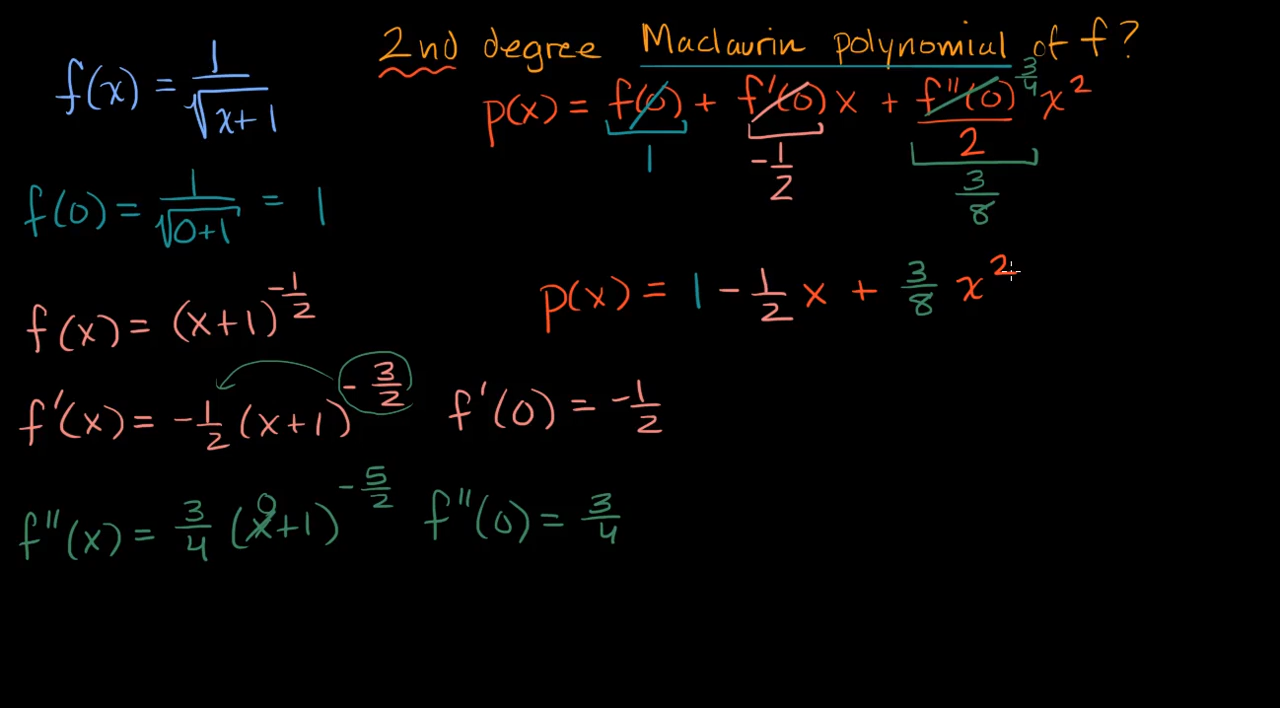 2nd degree Maclaurin polynomial of f?
f(x) = 1/√(x+1)
p(x) = f(0) + f'(0)x + f''(0)/2 x² 3/4
1 -1/2 3/8
f(0) = 1/√(0+1) = 1
p(x) = 1 - 1/2 x + 3/8 x²
f(x) = (x+1)^(-1/2)
f'(x) = -1/2 (x+1)^(-3/2) f'(0) = -1/2
0
f''(x) = 3/4 (x+1)^(-5/2) f''(0) = 3/4